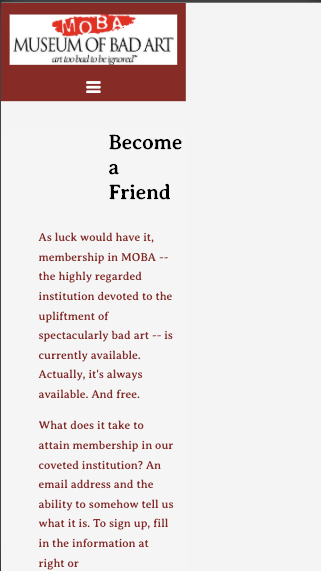 MOBA
MUSEUM OF BAD ART
art too bad to be ignored™
Become
a
Friend
As luck would have it,
membership in MOBA --
the highly regarded
institution devoted to the
upliftment of
spectacularly bad art -- is
currently available.
Actually, it's always
available. And free.
What does it take to
attain membership in our
coveted institution? An
email address and the
ability to somehow tell us
what it is. To sign up, fill
in the information at
right or